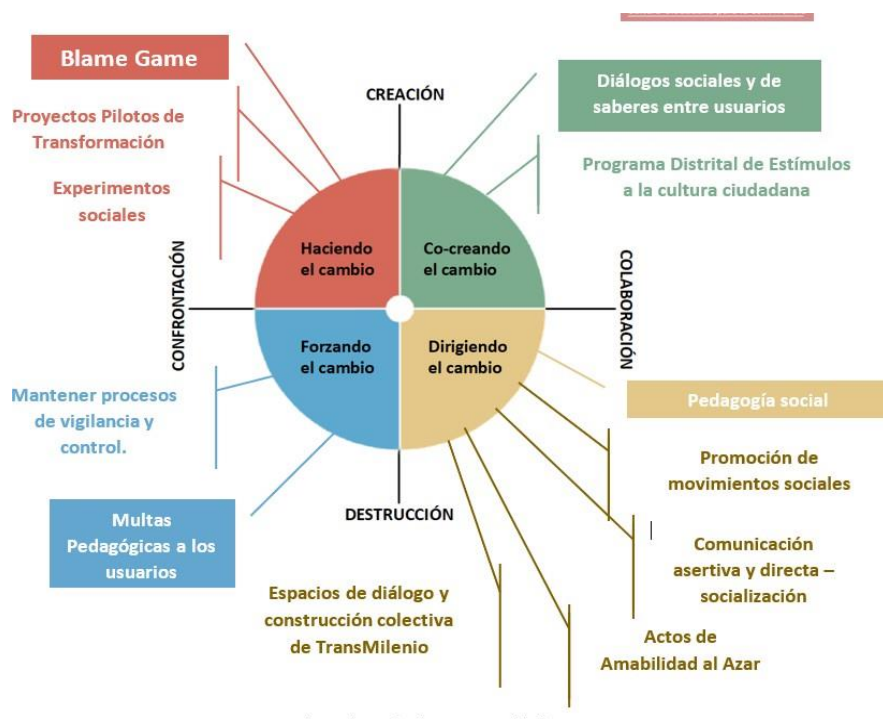 Blame Game
Proyectos Pilotos de
Transformación
Experimentos
sociales
CREACIÓN
Diálogos sociales y de
saberes entre usuarios
Programa Distrital de Estímulos
a la cultura ciudadana
Haciendo
el cambio
Co-creando
el cambio
CONFRONTACIÓN
COLABORACIÓN
Forzando
el cambio
Dirigiendo
el cambio
Mantener procesos
de vigilancia y
control.
Multas
Pedagógicas a los
usuarios
DESTRUCCIÓN
Pedagogía social
Promoción de
movimientos sociales
Comunicación
asertiva y directa –
socialización
Espacios de diálogo y
construcción colectiva
de TransMilenio
Actos de
Amabilidad al Azar